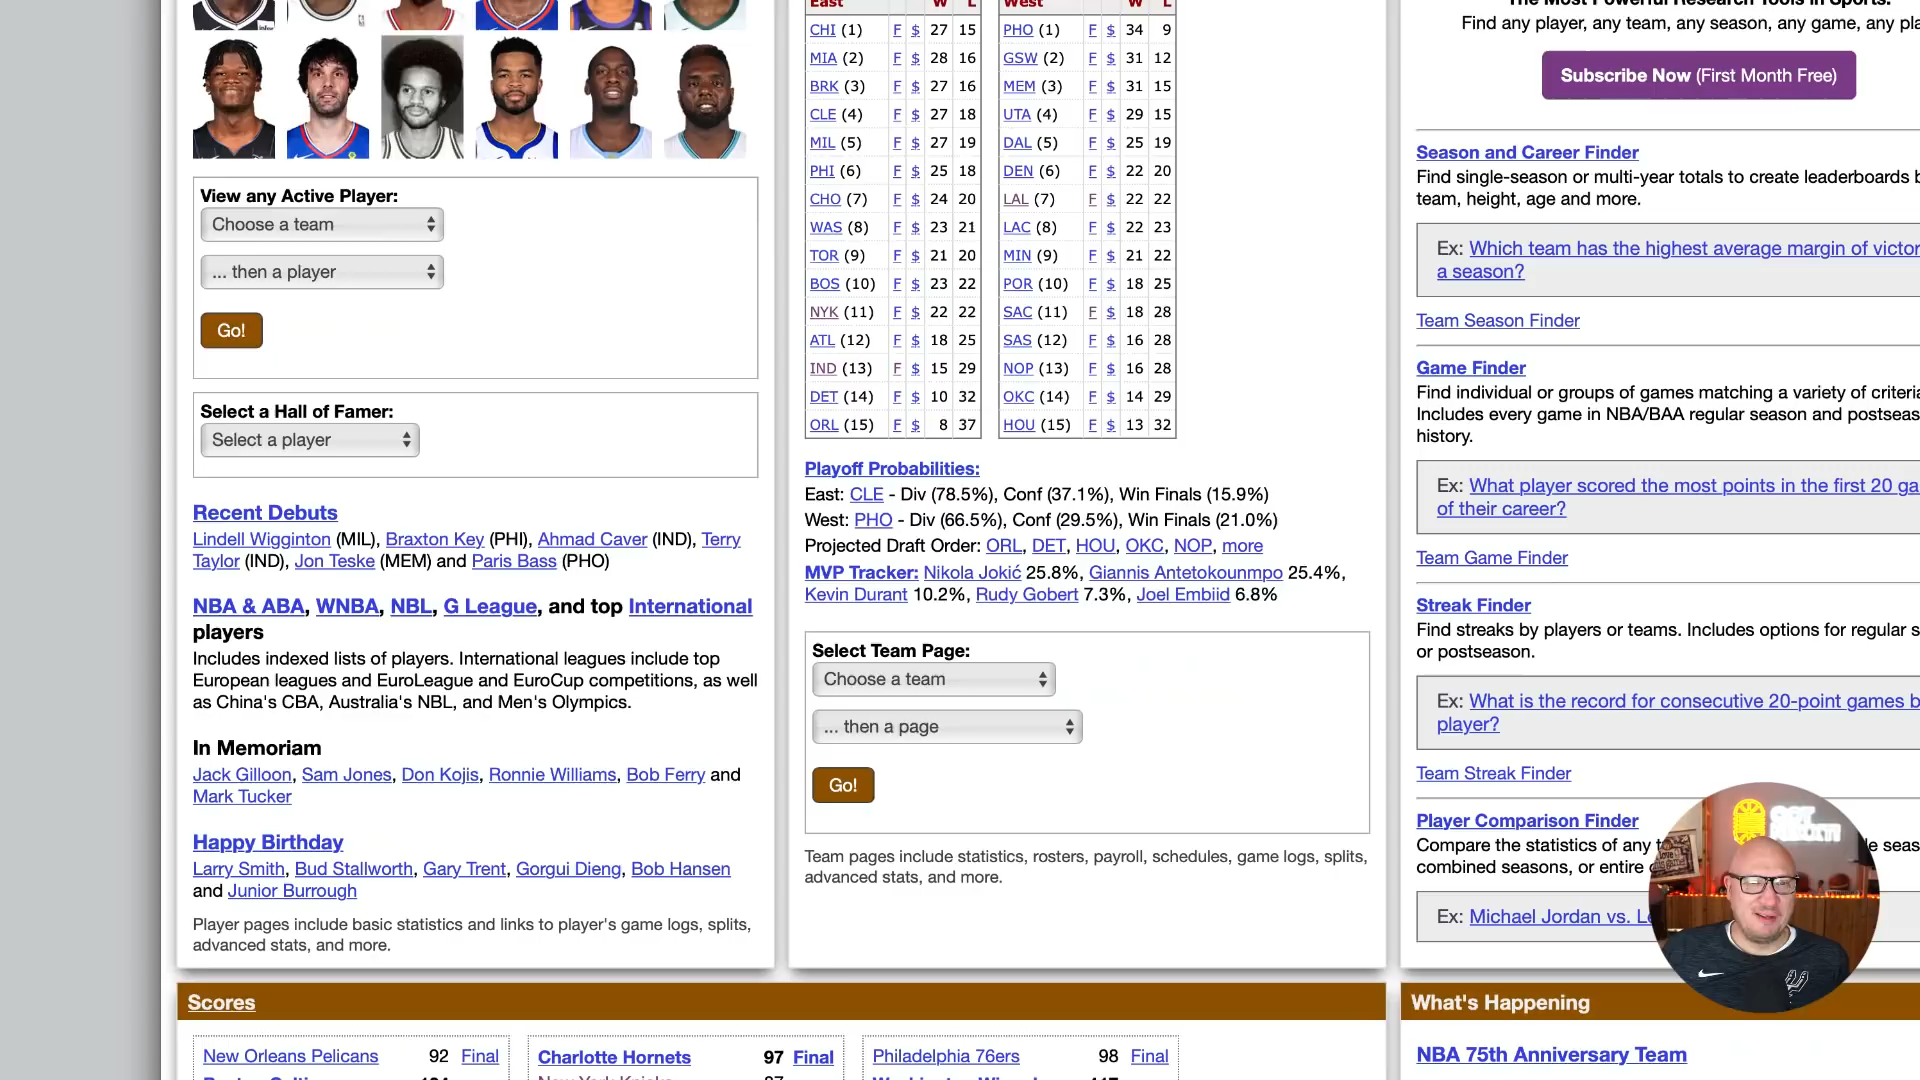 East W L West W L
CHI (1) F $ 27 15 PHO (1) F $ 34 9
MIA (2) F $ 28 16 GSW (2) F $ 31 12
BRK (3) F $ 27 16 MEM (3) F $ 31 15
CLE (4) F $ 27 18 UTA (4) F $ 29 15
MIL (5) F $ 27 19 DAL (5) F $ 25 19
PHI (6) F $ 25 18 DEN (6) F $ 22 20
CHO (7) F $ 24 20 LAL (7) F $ 22 22
WAS (8) F $ 23 21 LAC (8) F $ 22 23
TOR (9) F $ 21 20 MIN (9) F $ 21 22
BOS (10) F $ 23 22 POR (10) F $ 18 25
NYK (11) F $ 22 22 SAC (11) F $ 18 28
ATL (12) F $ 18 25 SAS (12) F $ 16 28
IND (13) F $ 15 29 NOP (13) F $ 16 28
DET (14) F $ 10 32 OKC (14) F $ 14 29
ORL (15) F $ 8 37 HOU (15) F $ 13 32
View any Active Player:
Choose a team
... then a player
Go!
Select a Hall of Famer:
Select a player
Recent Debuts
Lindell Wigginton (MIL), Braxton Key (PHI), Ahmad Caver (IND), Terry
Taylor (IND), Jon Teske (MEM) and Paris Bass (PHO)
NBA & ABA, WNBA, NBL, G League, and top International
players
Includes indexed lists of players. International leagues include top
European leagues and EuroLeague and EuroCup competitions, as well
as China's CBA, Australia's NBL, and Men's Olympics.
In Memoriam
Jack Gilloon, Sam Jones, Don Kojis, Ronnie Williams, Bob Ferry and
Mark Tucker
Happy Birthday
Larry Smith, Bud Stallworth, Gary Trent, Gorgui Dieng, Bob Hansen
and Junior Burrough
Player pages include basic statistics and links to player's game logs, splits,
advanced stats, and more.
Playoff Probabilities:
East: CLE - Div (78.5%), Conf (37.1%), Win Finals (15.9%)
West: PHO - Div (66.5%), Conf (29.5%), Win Finals (21.0%)
Projected Draft Order: ORL, DET, HOU, OKC, NOP, more
MVP Tracker: Nikola Jokić 25.8%, Giannis Antetokounmpo 25.4%,
Kevin Durant 10.2%, Rudy Gobert 7.3%, Joel Embiid 6.8%
Select Team Page:
Choose a team
... then a page
Go!
Team pages include statistics, rosters, payroll, schedules, game logs, splits,
advanced stats, and more.
The Most Powerful Research Tools in Sports.
Find any player, any team, any season, any game, any pla
Subscribe Now (First Month Free)
Season and Career Finder
Find single-season or multi-year totals to create leaderboards b
team, height, age and more.
Ex: Which team has the highest average margin of victor
a season?
Team Season Finder
Game Finder
Find individual or groups of games matching a variety of criteria
Includes every game in NBA/BAA regular season and postseas
history.
Ex: What player scored the most points in the first 20 ga
of their career?
Team Game Finder
Streak Finder
Find streaks by players or teams. Includes options for regular s
or postseason.
Ex: What is the record for consecutive 20-point games b
player?
Team Streak Finder
Player Comparison Finder
Compare the statistics of any t le seas
combined seasons, or entire
Ex: Michael Jordan vs. Le
Scores
New Orleans Pelicans 92 Final
Charlotte Hornets 97 Final
Philadelphia 76ers 98 Final
What's Happening
NBA 75th Anniversary Team